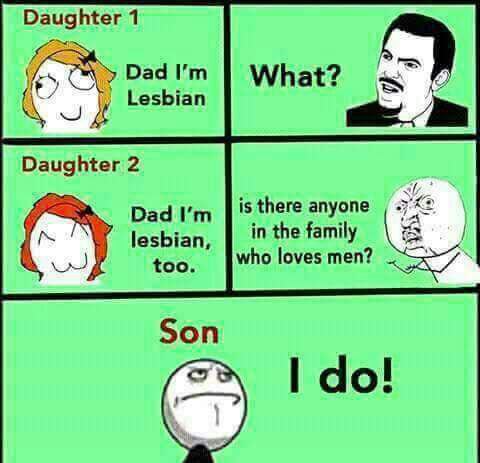 Daughter 1
Dad I'm
Lesbian
What?
Daughter 2
Dad I'm
lesbian,
too.
is there anyone
in the family
who loves men?
Son
I do!